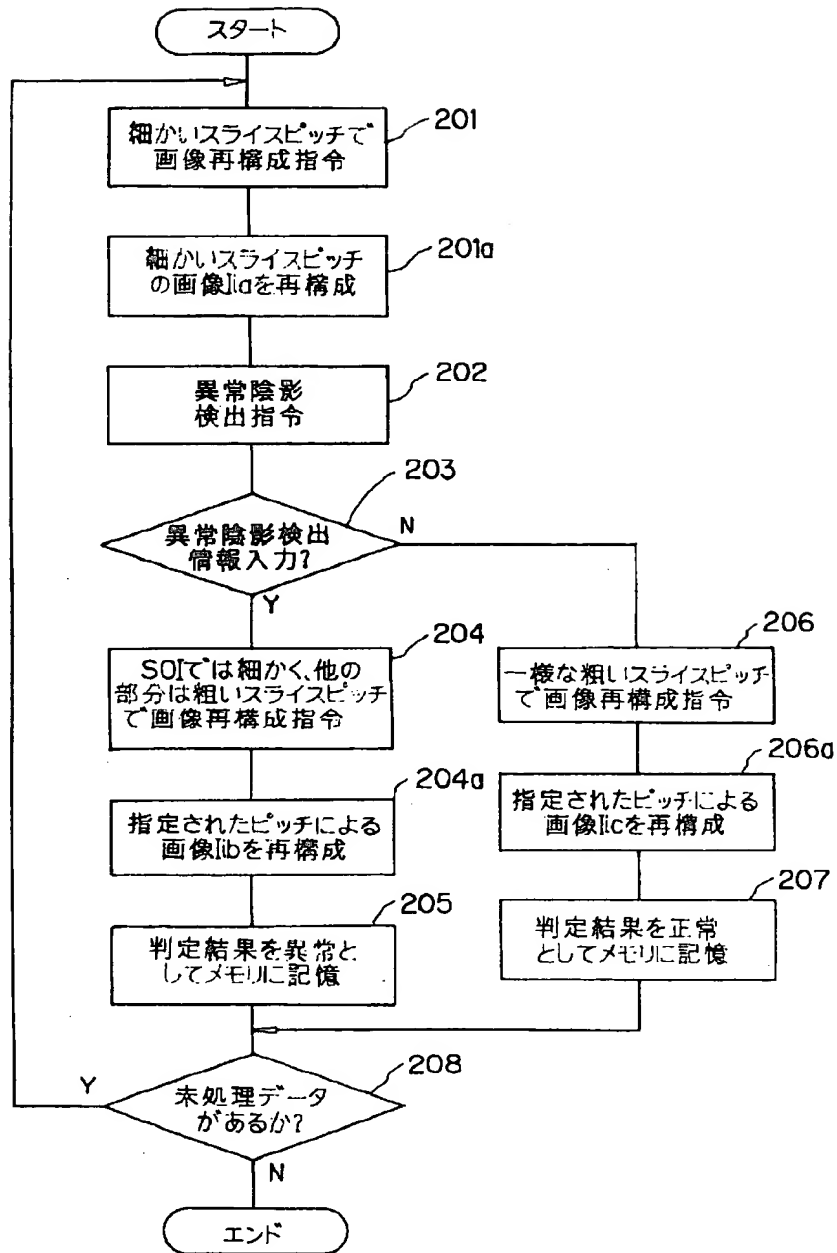 スタート
201
細かいスライスピッチで
画像再構成指令
201a
細かいスライスピッチ
の画像Iiaを再構成
202
異常陰影
検出指令
203
異常陰影検出
情報入力?
N
Y
204
SOIでは細かく、他の
部分は粗いスライスピッチ
で画像再構成指令
206
一様な粗いスライスピッチ
で画像再構成指令
204a
指定されたピッチによる
画像Iibを再構成
206a
指定されたピッチによる
画像Iicを再構成
205
判定結果を異常と
してメモリに記憶
207
判定結果を正常
としてメモリに記憶
208
未処理データ
があるか?
Y
N
エンド